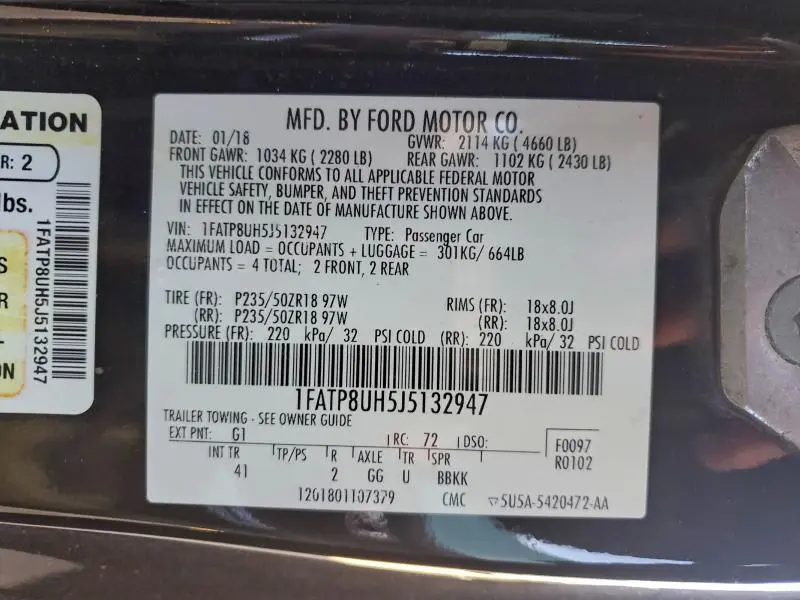 ATION
R: 2
lbs.
S
R
ON
1FATP8UH5J5132947
MFD. BY FORD MOTOR CO.
DATE: 01/18 GVWR: 2114 KG ( 4660 LB)
FRONT GAWR: 1034 KG ( 2280 LB) REAR GAWR: 1102 KG ( 2430 LB)
THIS VEHICLE CONFORMS TO ALL APPLICABLE FEDERAL MOTOR
VEHICLE SAFETY, BUMPER, AND THEFT PREVENTION STANDARDS
IN EFFECT ON THE DATE OF MANUFACTURE SHOWN ABOVE.
VIN: 1FATP8UH5J5132947 TYPE: Passenger Car
MAXIMUM LOAD = OCCUPANTS + LUGGAGE = 301KG/ 664LB
OCCUPANTS = 4 TOTAL; 2 FRONT, 2 REAR
TIRE (FR): P235/50ZR18 97W RIMS (FR): 18x8.0J
(RR): P235/50ZR18 97W (RR): 18x8.0J
PRESSURE (FR): 220 kPa/ 32 PSI COLD (RR): 220 kPa/ 32 PSI COLD
1FATP8UH5J5132947
TRAILER TOWING - SEE OWNER GUIDE
EXT PNT: G1 RC: 72 DSO: F0097
R0102
INT TR TP/PS R AXLE TR SPR
41 2 GG U BBKK
1201801107379 CMC 5U5A-5420472-AA